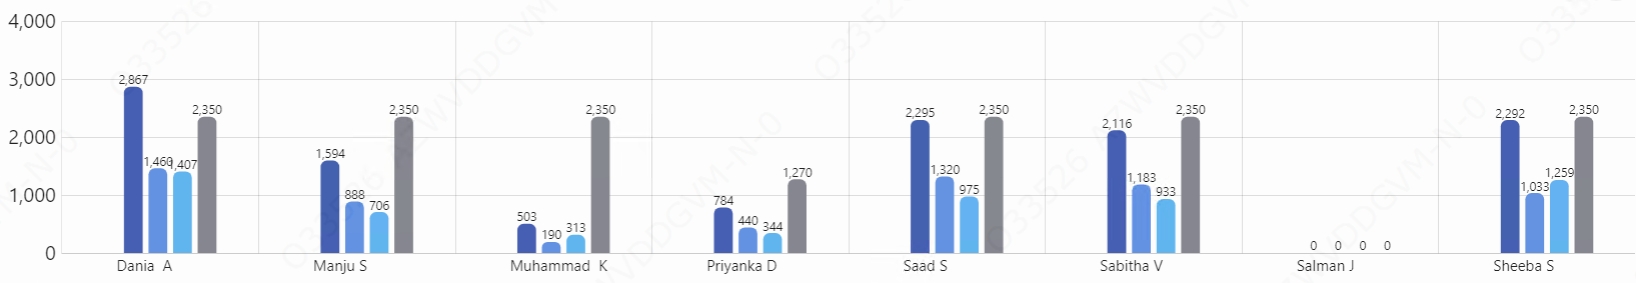 4,000
3,000
2,000
1,000
0
2,867 1,460 1,407 2,350
1,594 888 706 2,350
503 190 313 2,350
784 440 344 1,270
2,295 1,320 975 2,350
2,116 1,183 933 2,350
0 0 0 0
2,292 1,033 1,259 2,350
Dania A Manju S Muhammad K Priyanka D Saad S Sabitha V Salman J Sheeba S